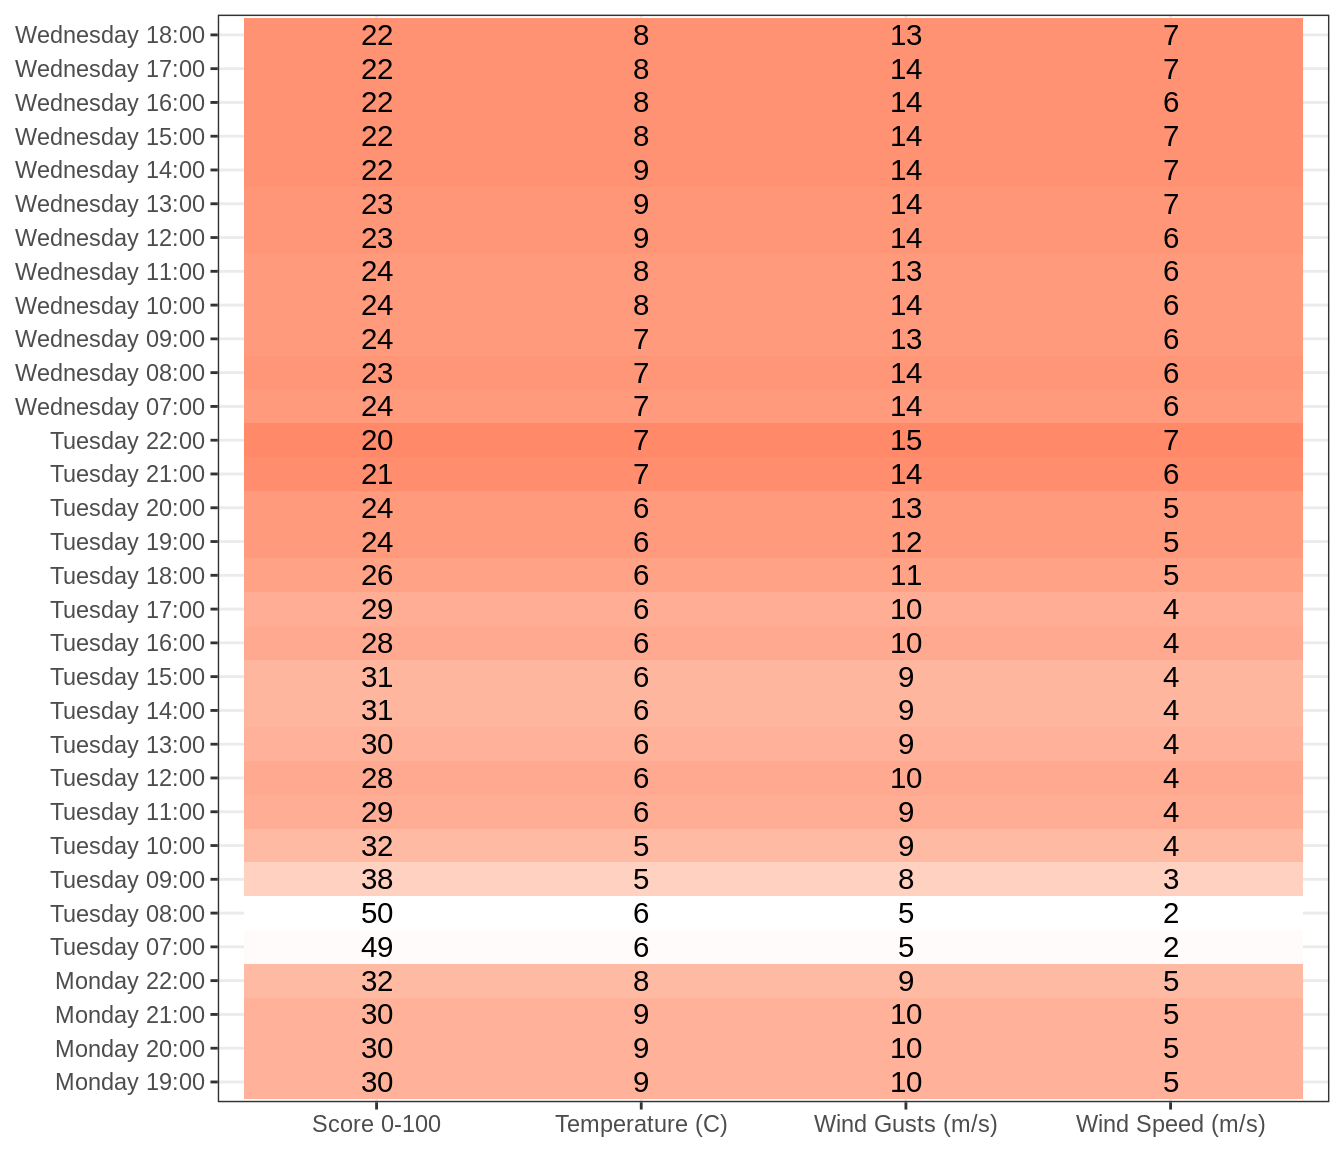 Wednesday 18:00 22 8 13 7
Wednesday 17:00 22 8 14 7
Wednesday 16:00 22 8 14 6
Wednesday 15:00 22 8 14 7
Wednesday 14:00 22 9 14 7
Wednesday 13:00 23 9 14 7
Wednesday 12:00 23 9 14 6
Wednesday 11:00 24 8 13 6
Wednesday 10:00 24 8 14 6
Wednesday 09:00 24 7 13 6
Wednesday 08:00 23 7 14 6
Wednesday 07:00 24 7 14 6
Tuesday 22:00 20 7 15 7
Tuesday 21:00 21 7 14 6
Tuesday 20:00 24 6 13 5
Tuesday 19:00 24 6 12 5
Tuesday 18:00 26 6 11 5
Tuesday 17:00 29 6 10 4
Tuesday 16:00 28 6 10 4
Tuesday 15:00 31 6 9 4
Tuesday 14:00 31 6 9 4
Tuesday 13:00 30 6 9 4
Tuesday 12:00 28 6 10 4
Tuesday 11:00 29 6 9 4
Tuesday 10:00 32 5 9 4
Tuesday 09:00 38 5 8 3
Tuesday 08:00 50 6 5 2
Tuesday 07:00 49 6 5 2
Monday 22:00 32 8 9 5
Monday 21:00 30 9 10 5
Monday 20:00 30 9 10 5
Monday 19:00 30 9 10 5
Score 0-100 Temperature (C) Wind Gusts (m/s) Wind Speed (m/s)